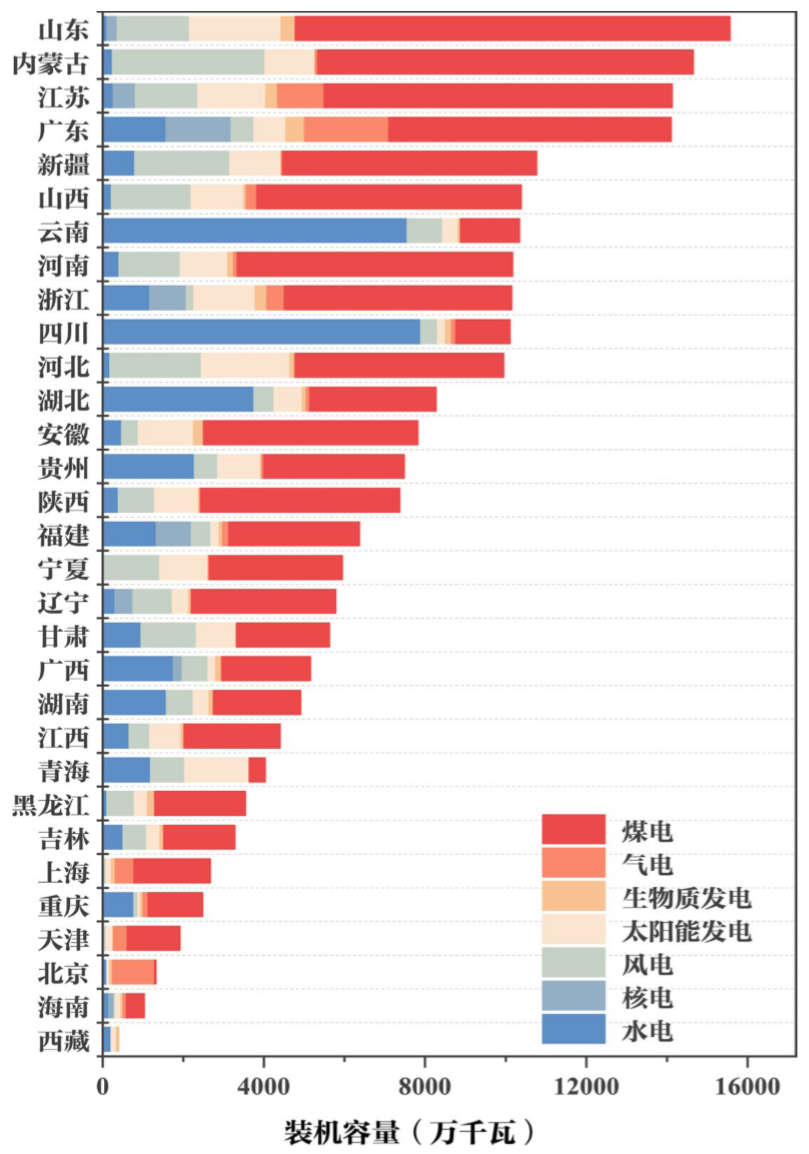 山东
内蒙古
江苏
广东
新疆
山西
云南
河南
浙江
四川
河北
湖北
安徽
贵州
陕西
福建
宁夏
辽宁
甘肃
广西
湖南
江西
青海
黑龙江
吉林
上海
重庆
天津
北京
海南
西藏
煤电
气电
生物质发电
太阳能发电
风电
核电
水电
0 4000 8000 12000 16000
装机容量（万千瓦）